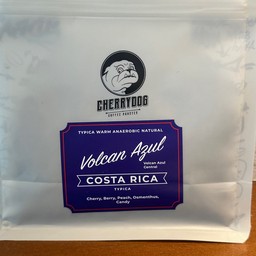 CHERRYDOG
COFFEE ROASTER
TYPICA WARM ANAEROBIC NATURAL
Volcan Azul
Volcan Azul
Central
COSTA RICA
TYPICA
Cherry, Berry, Peach, Osmanthus,
Candy